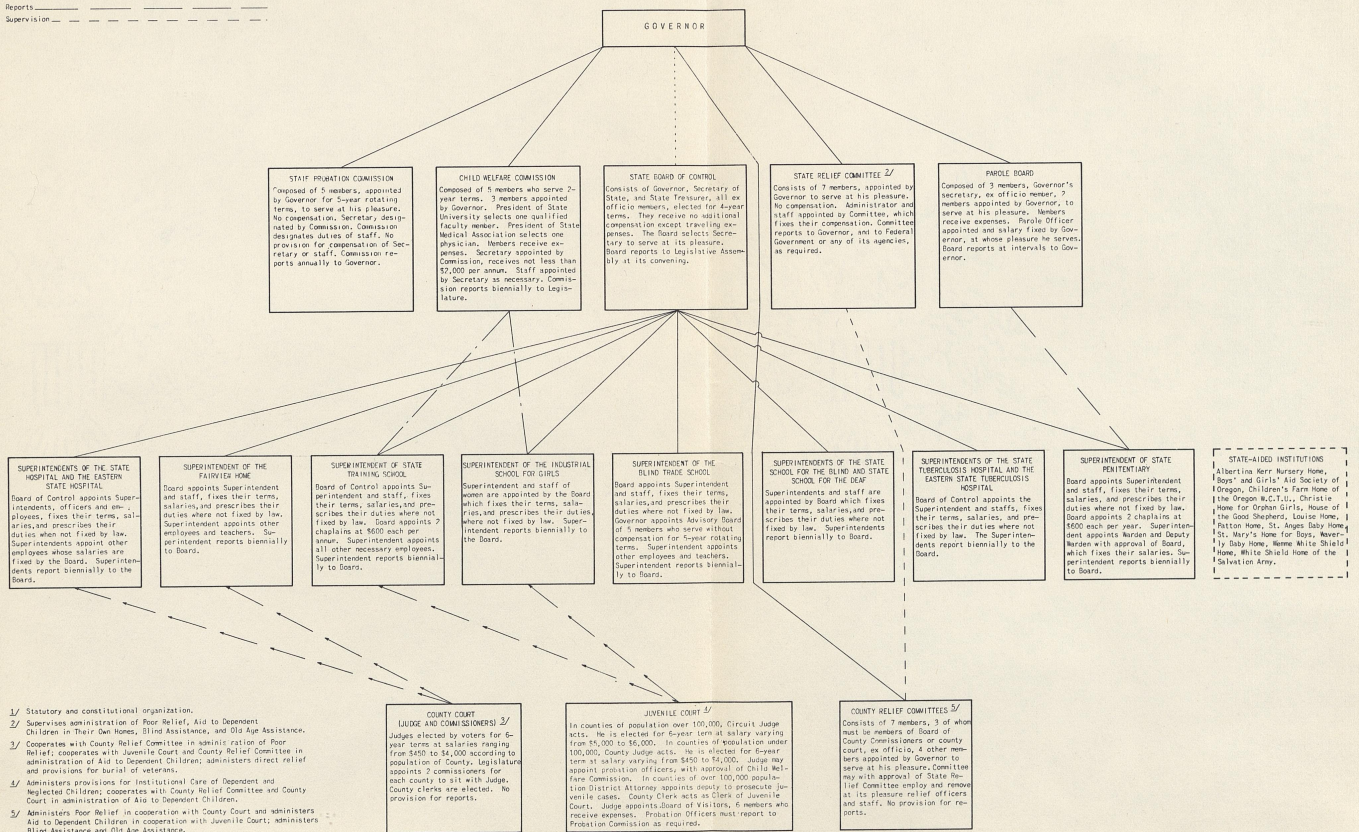 Reports
Supervision
GOVERNOR
STATE PROBATION COMMISSION
Composed of 5 members, appointed
by Governor for 5-year rotating
terms, to serve at his pleasure.
No compensation. Secretary desig-
nated by Commission. Commission
designates duties of staff. No
provision for compensation of Sec-
retary or staff. Commission re-
ports annually to Governor.
CHILD WELFARE COMMISSION
Composed of 5 members who serve 2-
year terms. 3 members appointed
by Governor. President of State
University selects one qualified
faculty member. President of State
Medical Association selects one
physician. Members receive ex-
penses. Secretary appointed by
Commission, receives not less than
$2,000 per annum. Staff appointed
by Secretary as necessary. Commis-
sion reports biennially to Legis-
lature.
STATE BOARD OF CONTROL
Consists of Governor, Secretary of
State, and State Treasurer, all ex
officio members, elected for 4-year
terms. They receive no additional
compensation except traveling ex-
penses. The Board selects Secre-
tary to serve at its pleasure.
Board reports to Legislative Assem-
bly at its convening.
STATE RELIEF COMMITTEE 2/
Consists of 7 members, appointed by
Governor to serve at his pleasure.
No compensation. Administrator and
staff appointed by Committee, which
fixes their compensation. Committee
reports to Governor, and to Federal
Government or any of its agencies,
as required.
PAROLE BOARD
Composed of 3 members, Governor's
secretary, ex officio member, 2
members appointed by Governor, to
serve at his pleasure. Members
receive expenses. Parole Officer
appointed and salary fixed by Gov-
ernor, at whose pleasure he serves.
Board reports at intervals to Gov-
ernor.
SUPERINTENDENTS OF THE STATE
HOSPITAL AND THE EASTERN
STATE HOSPITAL
Board of Control appoints Super-
intendents, officers and em-
ployees, fixes their terms, sal-
aries,and prescribes their
duties when not fixed by law.
Superintendents appoint other
employees whose salaries are
fixed by the Board. Superinten-
dents report biennially to the
Board.
SUPERINTENDENT OF THE
FAIRVIEW HOME
Board appoints Superintendent
and staff, fixes their terms,
salaries,and prescribes their
duties where not fixed by law.
Superintendent appoints other
employees and teachers. Su-
perintendent reports biennially
to Board.
SUPERINTENDENT OF STATE
TRAINING SCHOOL
Board of Control appoints Su-
perintendent and staff, fixes
their terms, salaries,and pre-
scribes their duties where not
fixed by law. Board appoints 2
chaplains at $600 each per
annum. Superintendent appoints
all other necessary employees.
Superintendent reports biennial-
ly to Board.
SUPERINTENDENT OF THE INDUSTRIAL
SCHOOL FOR GIRLS
Superintendent and staff of
women are appointed by the Board
which fixes their terms, sala-
ries,and prescribes their duties,
where not fixed by law. Super-
intendent reports biennially to
the Board.
SUPERINTENDENT OF THE
BLIND TRADE SCHOOL
Board appoints Superintendent
and staff, fixes their terms,
salaries,and prescribes their
duties where not fixed by law.
Governor appoints Advisory Board
of 5 members who serve without
compensation for 5-year rotating
terms. Superintendent appoints
other employees and teachers.
Superintendent reports biennial-
ly to Board.
SUPERINTENDENTS OF THE STATE
SCHOOL FOR THE BLIND AND STATE
SCHOOL FOR THE DEAF
Superintendents and staff are
appointed by Board which fixes
their terms, salaries,and pre-
scribes their duties where not
fixed by law. Superintendents
report biennially to Board.
SUPERINTENDENTS OF THE STATE
TUBERCULOSIS HOSPITAL AND THE
EASTERN STATE TUBERCULOSIS
HOSPITAL
Board of Control appoints the
Superintendents and staffs, fixes
their terms, salaries, and pre-
scribes their duties where not
fixed by law. The Superinten-
dents report biennially to the
Board.
SUPERINTENDENT OF STATE
PENITENTIARY
Board appoints Superintendent
and staff, fixes their terms,
salaries, and prescribes their
duties where not fixed by law.
Board appoints 2 chaplains at
$600 each per year. Superinten-
dent appoints Warden and Deputy
Warden with approval of Board,
which fixes their salaries. Su-
perintendent reports biennially
to Board.
STATE-AIDED INSTITUTIONS
Albertina Kerr Nursery Home,
Boys' and Girls' Aid Society of
Oregon, Children's Farm Home of
the Oregon W.C.T.U., Christie
Home for Orphan Girls, House of
the Good Shepherd, Louise Home,
Patton Home, St. Anges Baby Home,
St. Mary's Home for Boys, Waver-
ly Baby Home, Wemme White Shield
Home, White Shield Home of the
Salvation Army.
1/ Statutory and constitutional organization.
2/ Supervises administration of Poor Relief, Aid to Dependent
Children in Their Own Homes, Blind Assistance, and Old Age Assistance.
3/ Cooperates with County Relief Committee in administration of Poor
Relief; cooperates with Juvenile Court and County Relief Committee in
administration of Aid to Dependent Children; administers direct relief
and provisions for burial of veterans.
4/ Administers provisions for Institutional Care of Dependent and
Neglected Children; cooperates with County Relief Committee and County
Court in administration of Aid to Dependent Children.
5/ Administers Poor Relief in cooperation with County Court and administers
Aid to Dependent Children in cooperation with Juvenile Court; administers
Blind Assistance and Old Age Assistance.
COUNTY COURT
(JUDGE AND COMMISSIONERS) 3/
Judges elected by voters for 6-
year term at salaries ranging
from $450 to $4,000 according to
population of County. Legislature
appoints 2 commissioners for
each county to sit with Judge.
County clerks are elected. No
provision for reports.
JUVENILE COURT 4/
In counties of population over 100,000, Circuit Judge
acts. He is elected for 6-year term at salary varying
from $5,000 to $6,000. In counties of population under
100,000, County Judge acts. He is elected for 6-year
term at salary varying from $450 to $4,000. Judge may
appoint probation officers, with approval of Child Wel-
fare Commission. In counties of over 100,000 popula-
tion District Attorney appoints deputy to prosecute ju-
venile cases. County Clerk acts as Clerk of Juvenile
Court. Judge appoints Board of Visitors, 6 members who
receive expenses. Probation Officers must report to
Probation Commission as required.
COUNTY RELIEF COMMITTEES 5/
Consists of 7 members, 3 of whom
must be members of Board of
County Commissioners or county
court, ex officio, 4 other mem-
bers appointed by Governor to
serve at his pleasure. Committee
may with approval of State Re-
lief Committee employ and remove
at its pleasure relief officers
and staff. No provision for re-
ports.